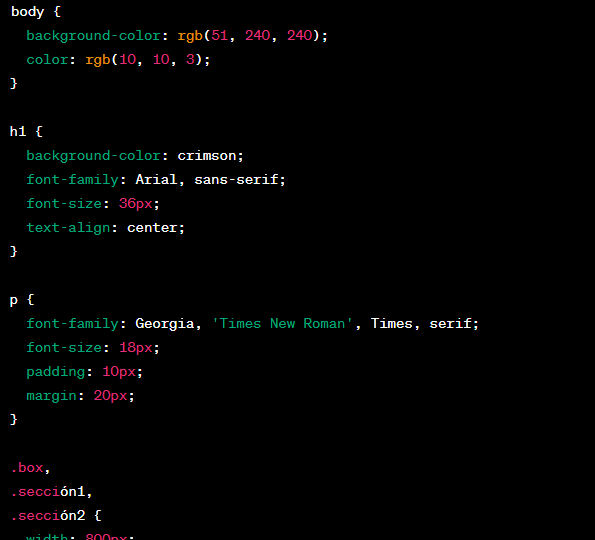 body {
background-color: rgb(51, 240, 240);
color: rgb(10, 10, 3);
}
h1 {
background-color: crimson;
font-family: Arial, sans-serif;
font-size: 36px;
text-align: center;
}
p {
font-family: Georgia, 'Times New Roman', Times, serif;
font-size: 18px;
padding: 10px;
margin: 20px;
}
.box,
.sección1,
.sección2 {
width: 800px;